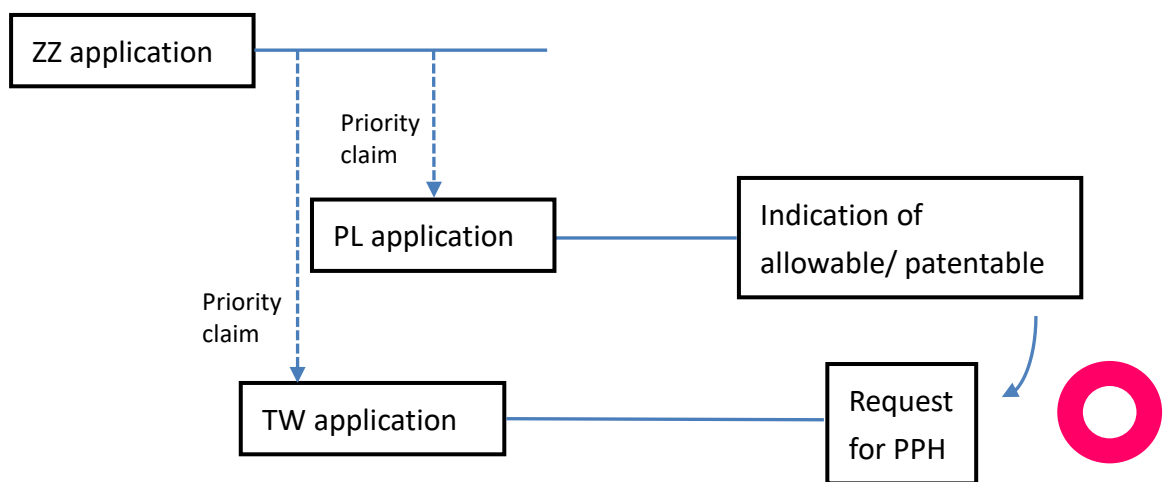 ZZ application
Priority
claim
PL application
Indication of
allowable/ patentable
Priority
claim
TW application
Request
for PPH